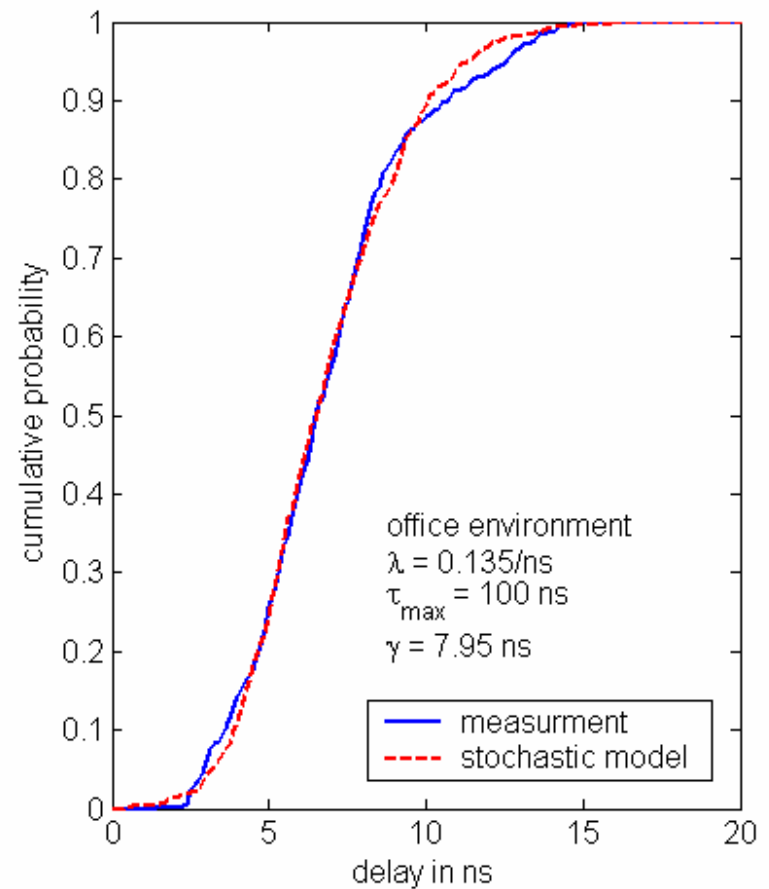 1
0.9
0.8
0.7
0.6
0.5
0.4
0.3
0.2
0.1
0
cumulative probability
office environment
λ = 0.135/ns
τmax = 100 ns
γ = 7.95 ns
measurment
stochastic model
0 5 10 15 20
delay in ns